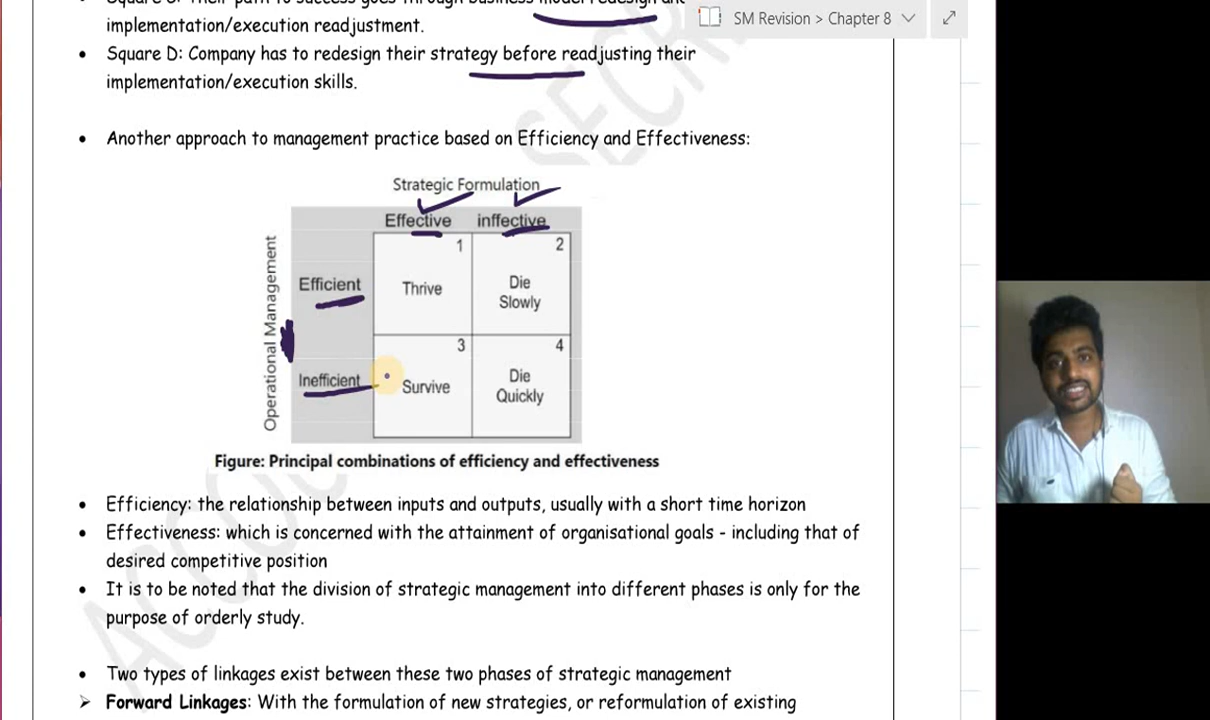 implementation/execution readjustment.
SM Revision > Chapter 8
• Square D: Company has to redesign their strategy before readjusting their
implementation/execution skills.
• Another approach to management practice based on Efficiency and Effectiveness:
Strategic Formulation
Effective inffective
Operational Management
1 2
Efficient Thrive Die
Slowly
3 4
Inefficient Survive Die
Quickly
Figure: Principal combinations of efficiency and effectiveness
• Efficiency: the relationship between inputs and outputs, usually with a short time horizon
• Effectiveness: which is concerned with the attainment of organisational goals - including that of
desired competitive position
• It is to be noted that the division of strategic management into different phases is only for the
purpose of orderly study.
• Two types of linkages exist between these two phases of strategic management
➢ Forward Linkages: With the formulation of new strategies, or reformulation of existing